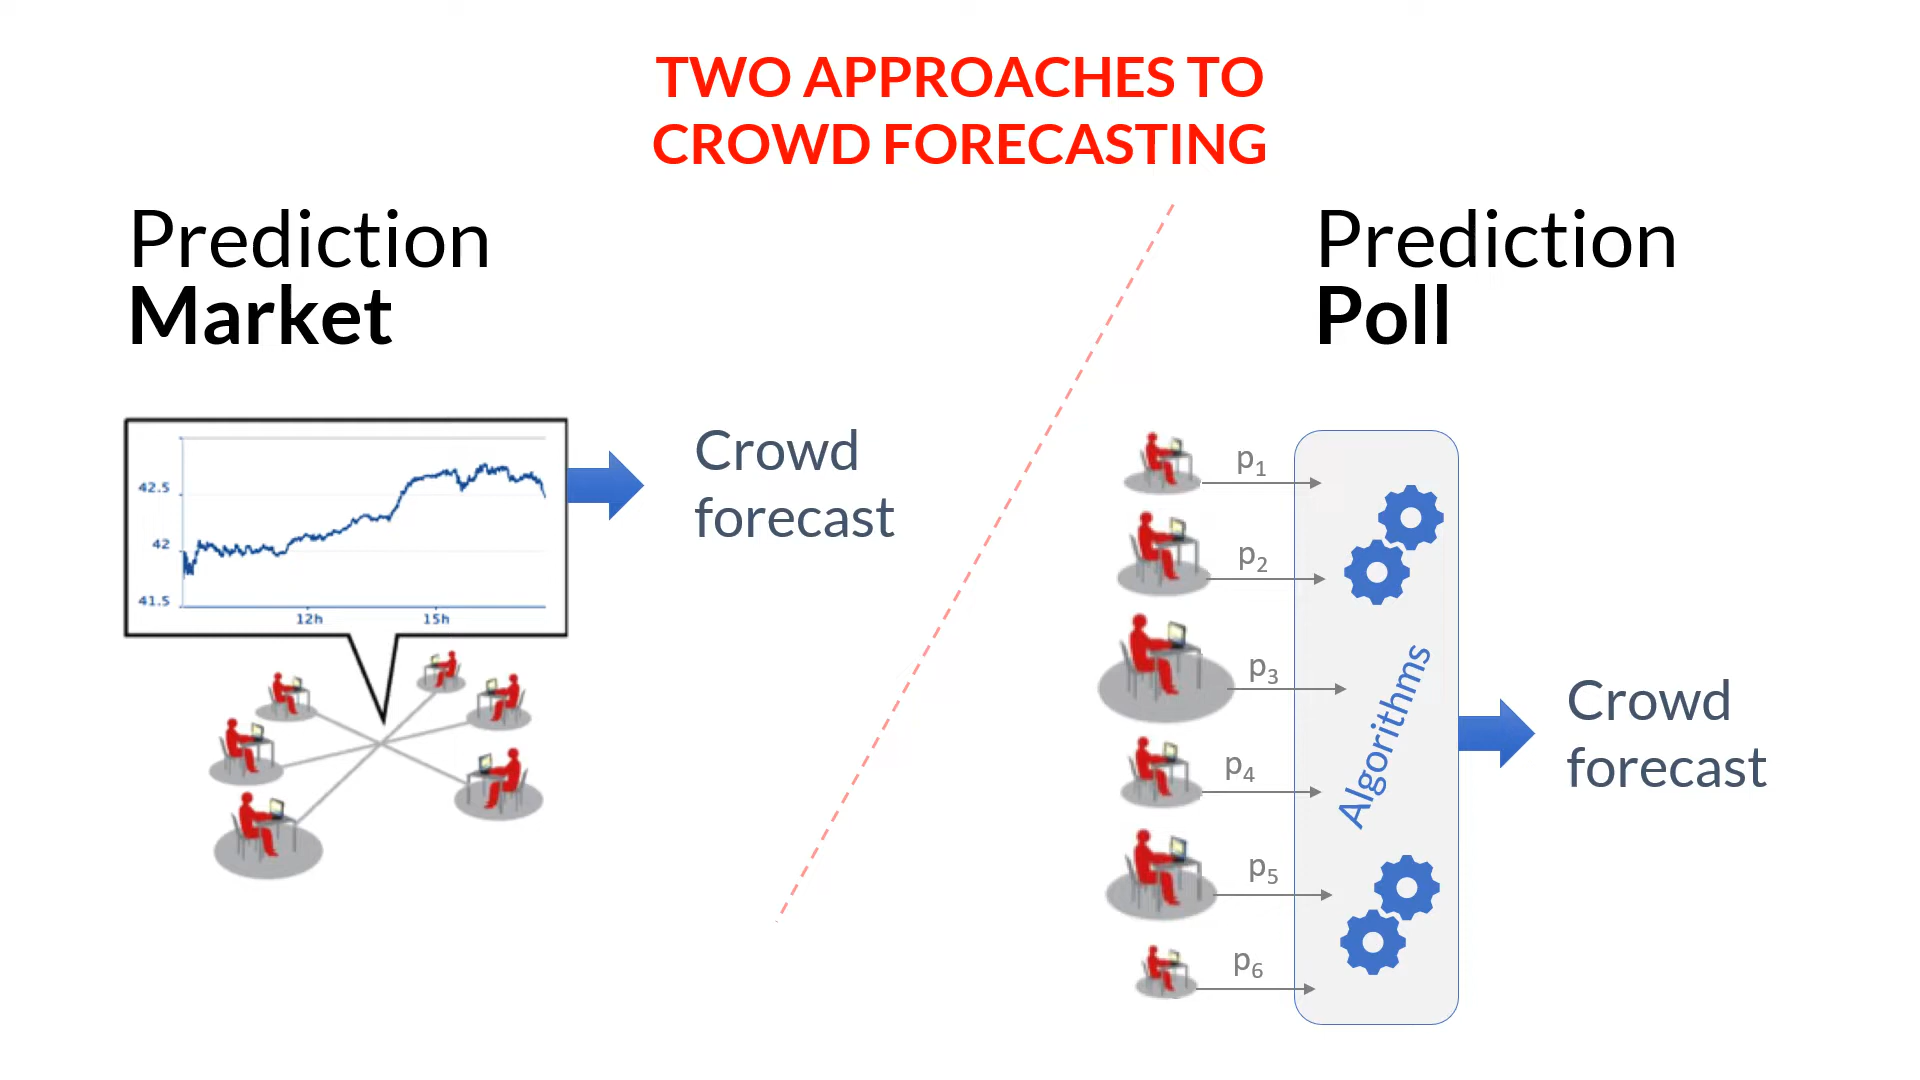 TWO APPROACHES TO
CROWD FORECASTING
Prediction
Market
42.5
42
41.5
12h
15h
Crowd
forecast
Prediction
Poll
p1
p2
p3
p4
p5
p6
Algorithms
Crowd
forecast